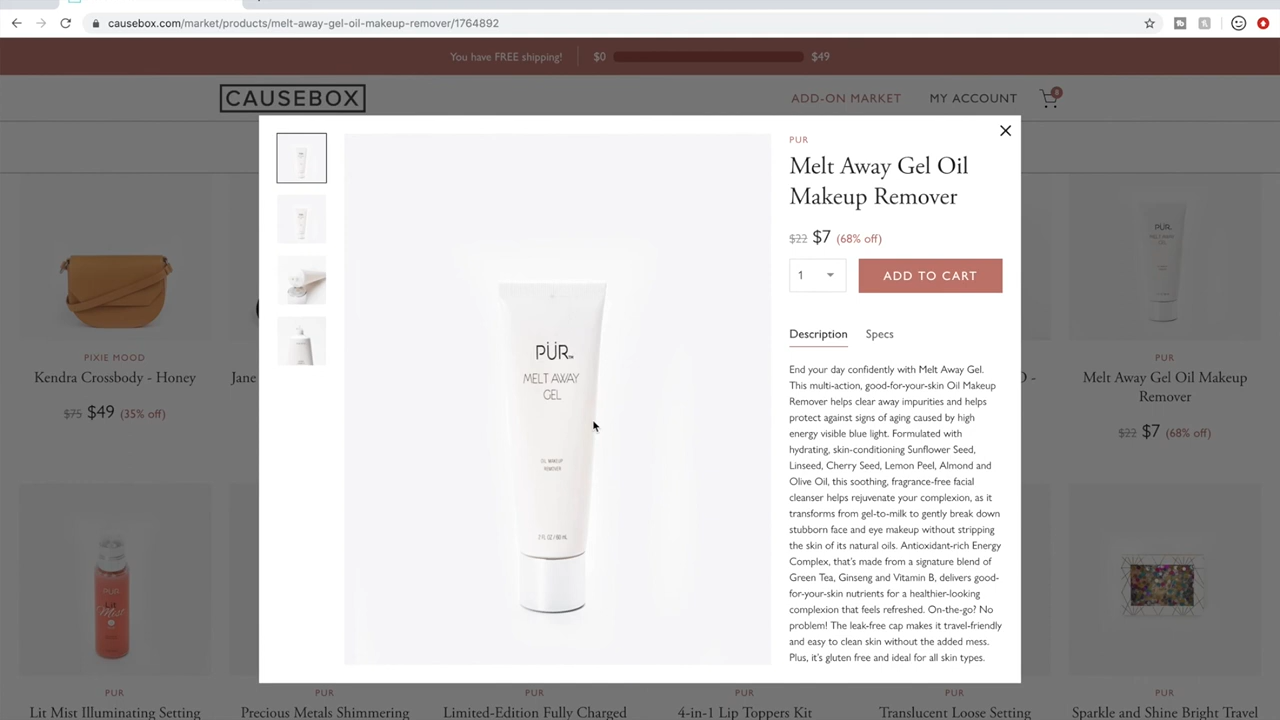 causebox.com/market/products/melt-away-gel-oil-makeup-remover/1764892
You have FREE shipping!
$0
$49
CAUSEBOX
ADD-ON MARKET
MY ACCOUNT
PUR
Melt Away Gel Oil
Makeup Remover
$22 $7 (68% off)
1
ADD TO CART
Description
Specs
End your day confidently with Melt Away Gel.
This multi-action, good-for-your-skin Oil Makeup
Remover helps clear away impurities and helps
protect against signs of aging caused by high
energy visible blue light. Formulated with
hydrating, skin-conditioning Sunflower Seed,
Linseed, Cherry Seed, Lemon Peel, Almond and
Olive Oil, this soothing, fragrance-free facial
cleanser helps rejuvenate your complexion, as it
transforms from gel-to-milk to gently break down
stubborn face and eye makeup without stripping
the skin of its natural oils. Antioxidant-rich Energy
Complex, that's made from a signature blend of
Green Tea, Ginseng and Vitamin B, delivers good-
for-your-skin nutrients for a healthier-looking
complexion that feels refreshed. On-the-go? No
problem! The leak-free cap makes it travel-friendly
and easy to clean skin without the added mess.
Plus, it's gluten free and ideal for all skin types.
PÜR
MELT AWAY
GEL
OIL MAKEUP
REMOVER
2 FL OZ / 60 mL
PIXIE MOOD
Kendra Crossbody - Honey
$75 $49 (35% off)
Jane
PÜR
MELT AWAY
GEL
PUR
Melt Away Gel Oil Makeup
Remover
$22 $7 (68% off)
PUR
Lit Mist Illuminating Setting
PUR
Precious Metals Shimmering
PUR
Limited-Edition Fully Charged
PUR
4-in-1 Lip Toppers Kit
PUR
Translucent Loose Setting
PUR
Sparkle and Shine Bright Travel